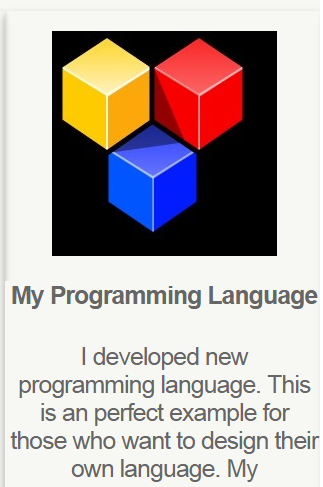 My Programming Language
I developed new
programming language. This
is an perfect example for
those who want to design their
own language. My